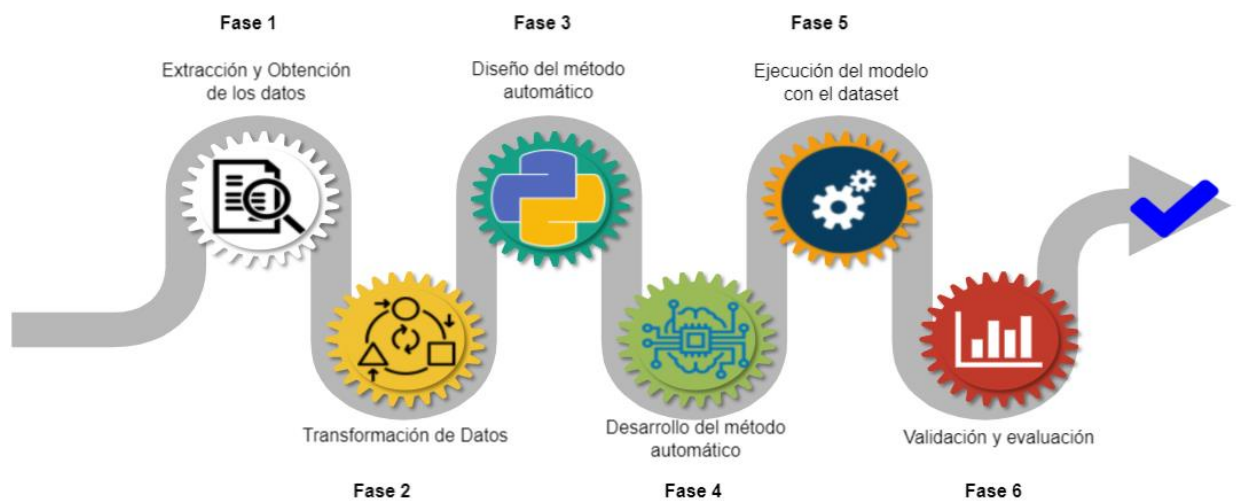 Fase 1
Extracción y Obtención
de los datos
Fase 3
Diseño del método
automático
Fase 5
Ejecución del modelo
con el dataset
Transformación de Datos
Fase 2
Desarrollo del método
automático
Fase 4
Validación y evaluación
Fase 6